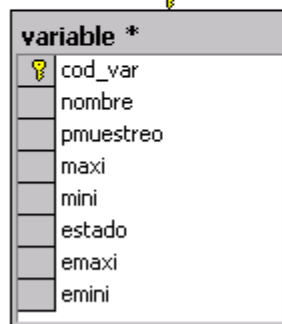 variable *
cod_var
nombre
pmuestreo
maxi
mini
estado
emaxi
emini